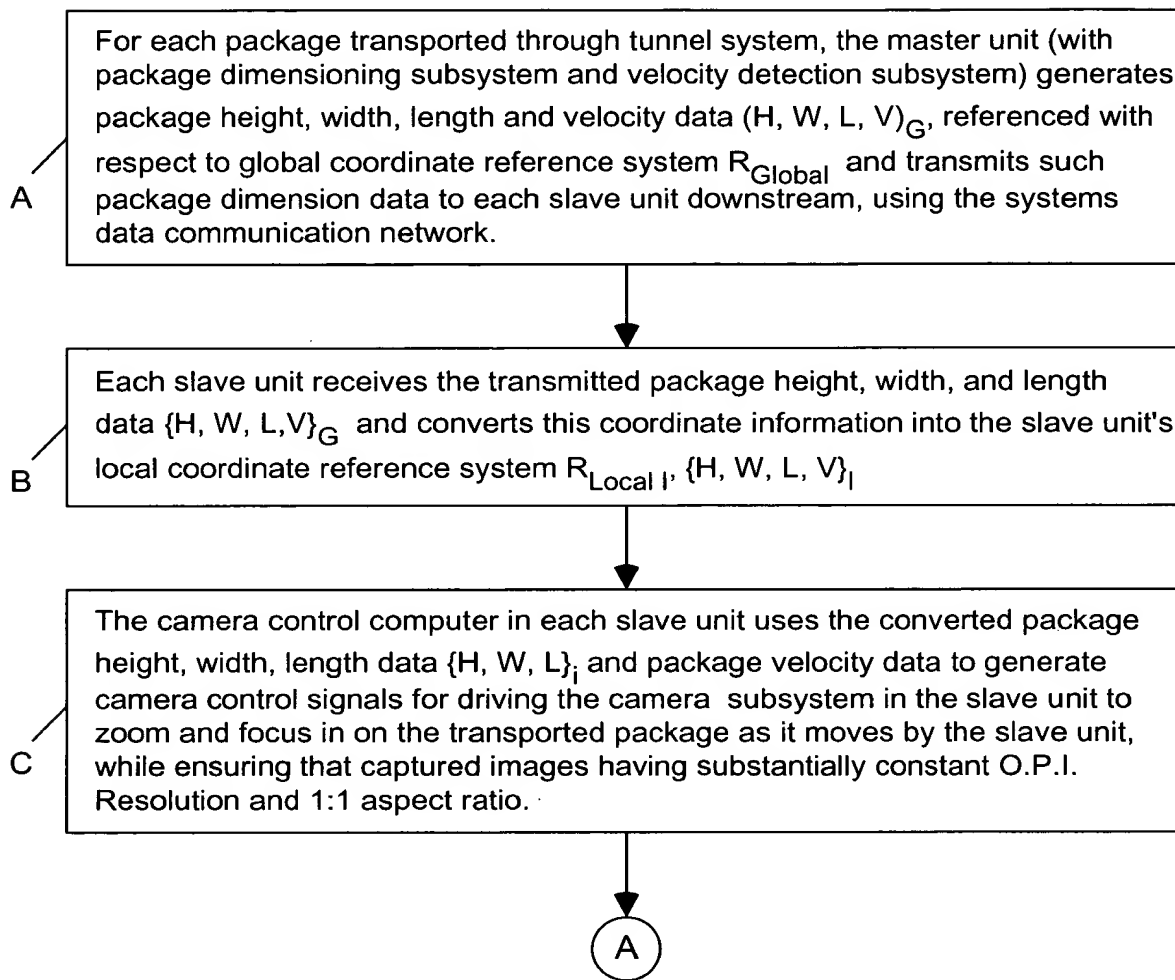 For each package transported through tunnel system, the master unit (with
package dimensioning subsystem and velocity detection subsystem) generates
package height, width, length and velocity data (H, W, L, V)G, referenced with
respect to global coordinate reference system RGlobal and transmits such
package dimension data to each slave unit downstream, using the systems
data communication network.
A
Each slave unit receives the transmitted package height, width, and length
data {H, W, L,V}G and converts this coordinate information into the slave unit's
local coordinate reference system RLocal I, {H, W, L, V}I
B
The camera control computer in each slave unit uses the converted package
height, width, length data {H, W, L}i and package velocity data to generate
camera control signals for driving the camera subsystem in the slave unit to
zoom and focus in on the transported package as it moves by the slave unit,
while ensuring that captured images having substantially constant O.P.I.
Resolution and 1:1 aspect ratio.
C
A